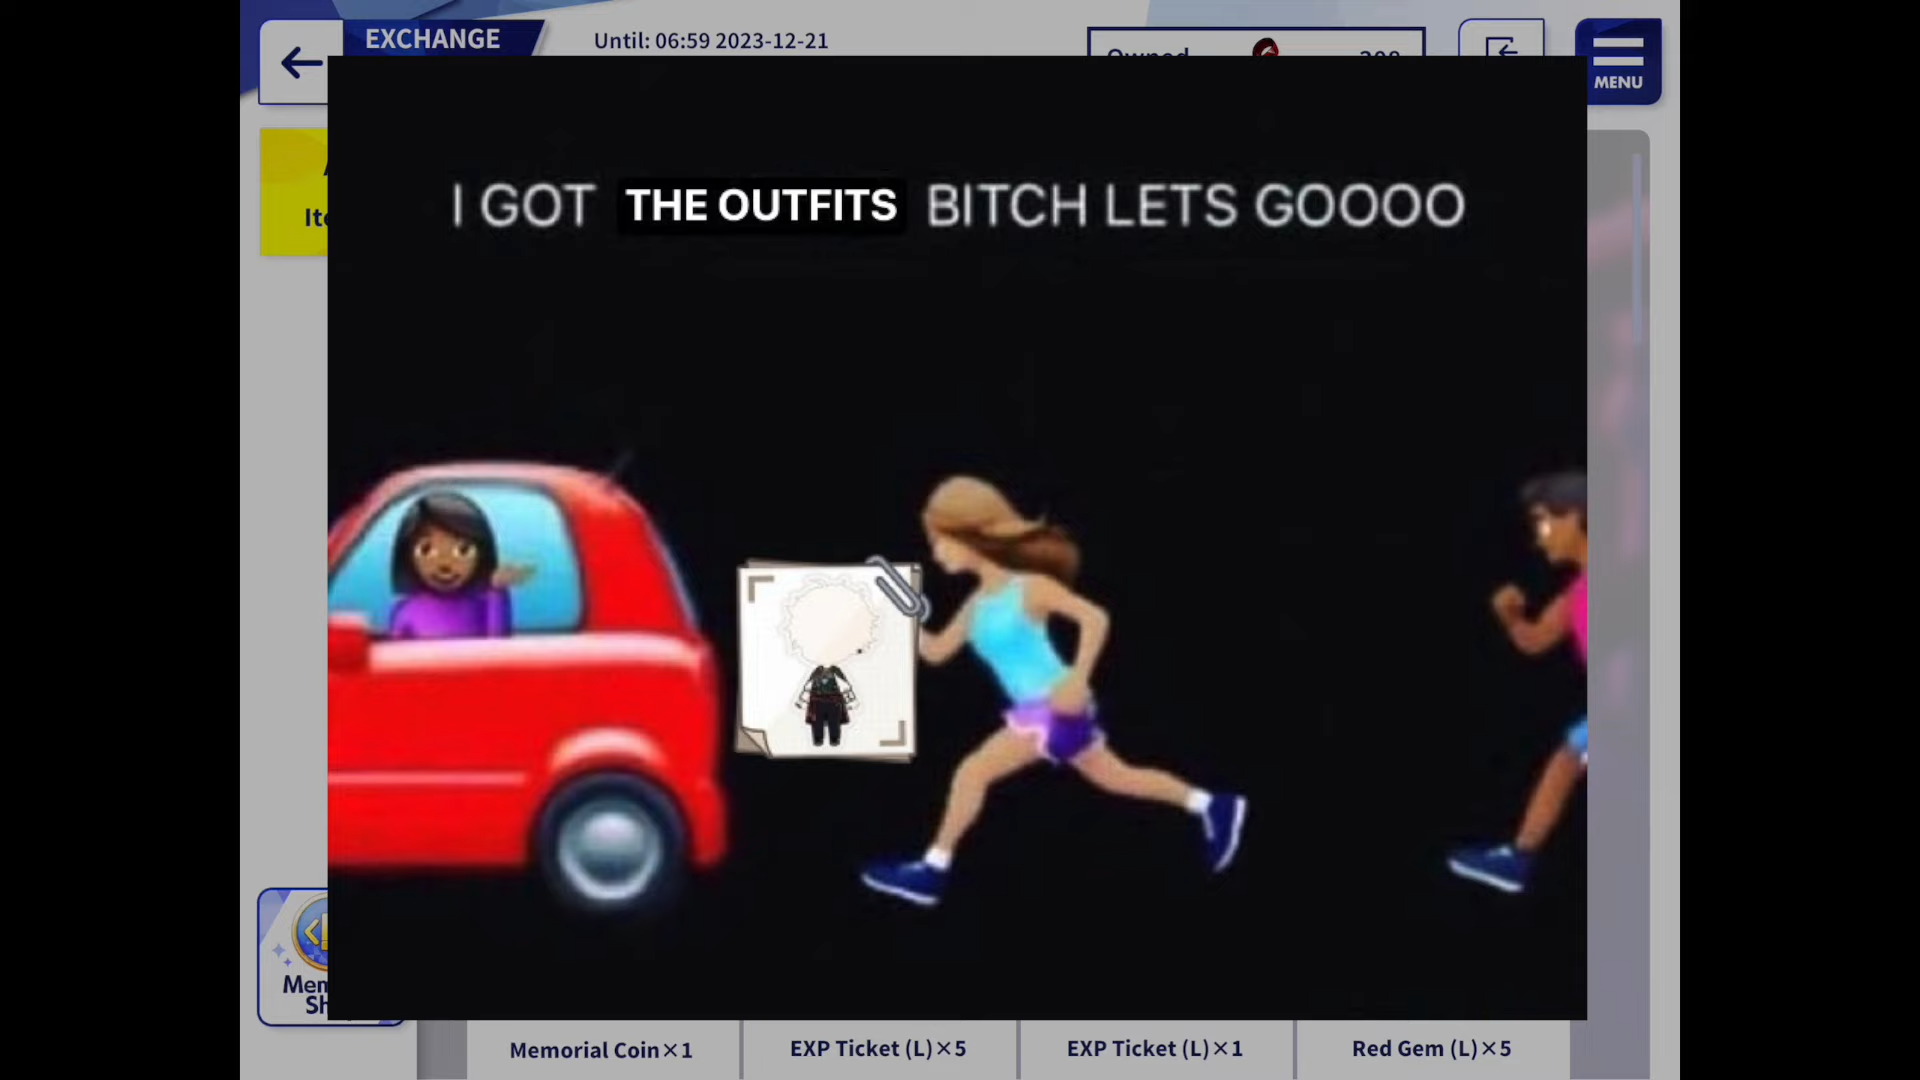 EXCHANGE
Until: 06:59 2023-12-21
Owned
MENU
I GOT THE OUTFITS BITCH LETS GOOOO
Memorial Coin×1
EXP Ticket (L)×5
EXP Ticket (L)×1
Red Gem (L)×5